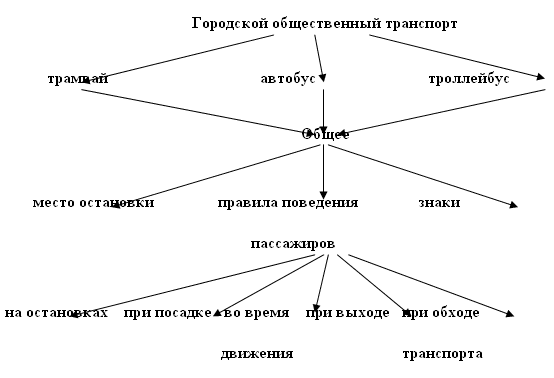 Городской общественный транспорт
трамвай автобус троллейбус
Общее
место остановки правила поведения знаки
пассажиров
на остановках при посадке во время при выходе при обходе
движения транспорта